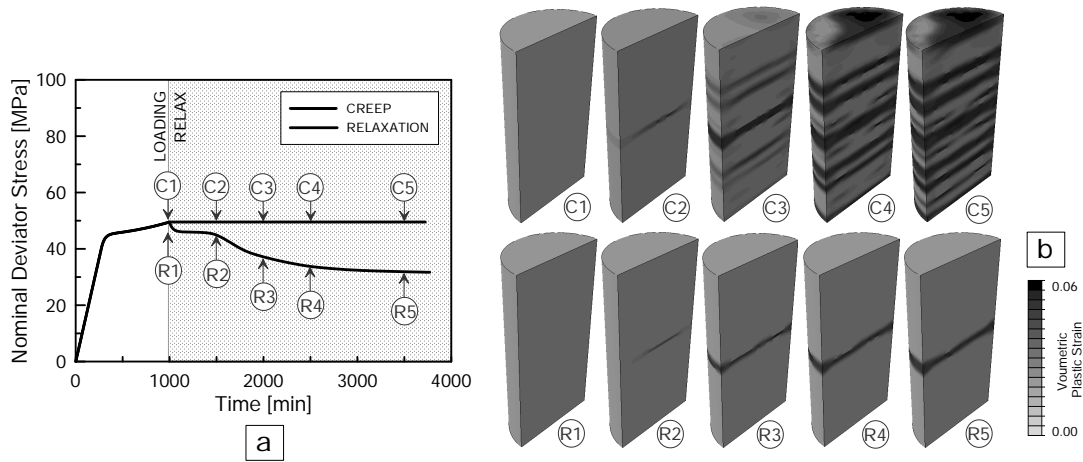 Nominal Deviator Stress [MPa]
100
80
60
40
20
0
LOADING
RELAX
CREEP
RELAXATION
C1
C2
C3
C4
C5
R1
R2
R3
R4
R5
0
1000
2000
3000
4000
Time [min]
a
C1
C2
C3
C4
C5
b
0.06
0.00
Voumetric
Plastic Strain
R1
R2
R3
R4
R5